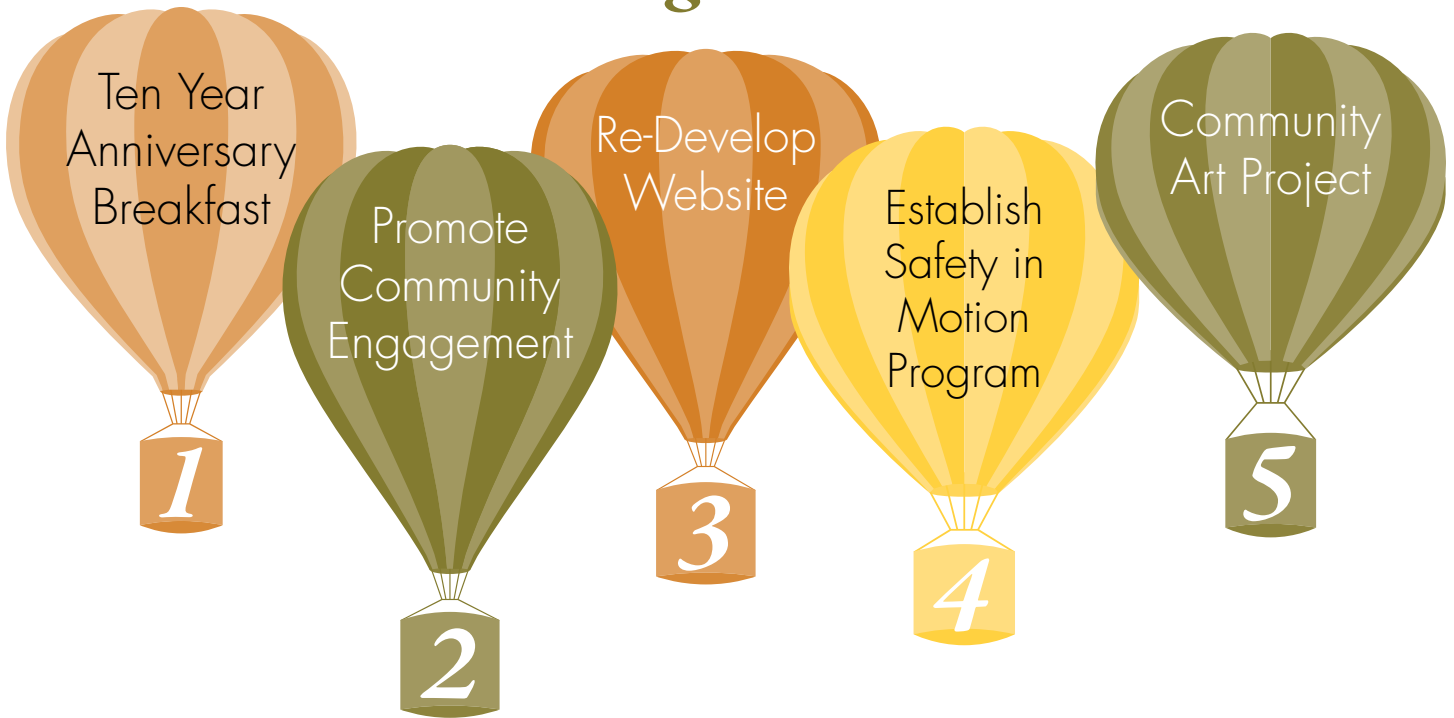 Ten Year
Anniversary
Breakfast
1
Promote
Community
Engagement
2
Re-Develop
Website
3
Establish
Safety in
Motion
Program
4
Community
Art Project
5